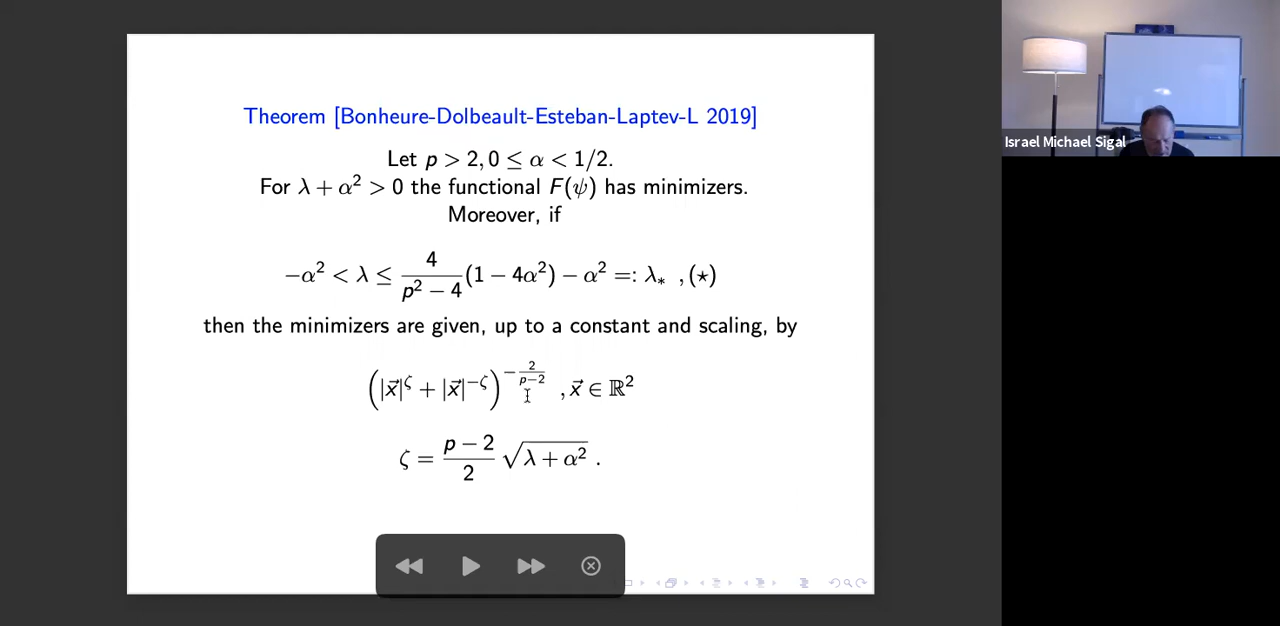 Theorem [Bonheure-Dolbeault-Esteban-Laptev-L 2019]
Let p > 2, 0 ≤ α < 1/2.
For λ + α² > 0 the functional F(ψ) has minimizers.
Moreover, if
−α² < λ ≤ 4/(p² − 4) (1 − 4α²) − α² =: λ∗ , (⋆)
then the minimizers are given, up to a constant and scaling, by
(|x⃗|^ζ + |x⃗|^−ζ)^(−2/(p−2)) , x⃗ ∈ ℝ²
ζ = (p − 2)/2 √(λ + α²) .
Israel Michael Sigal